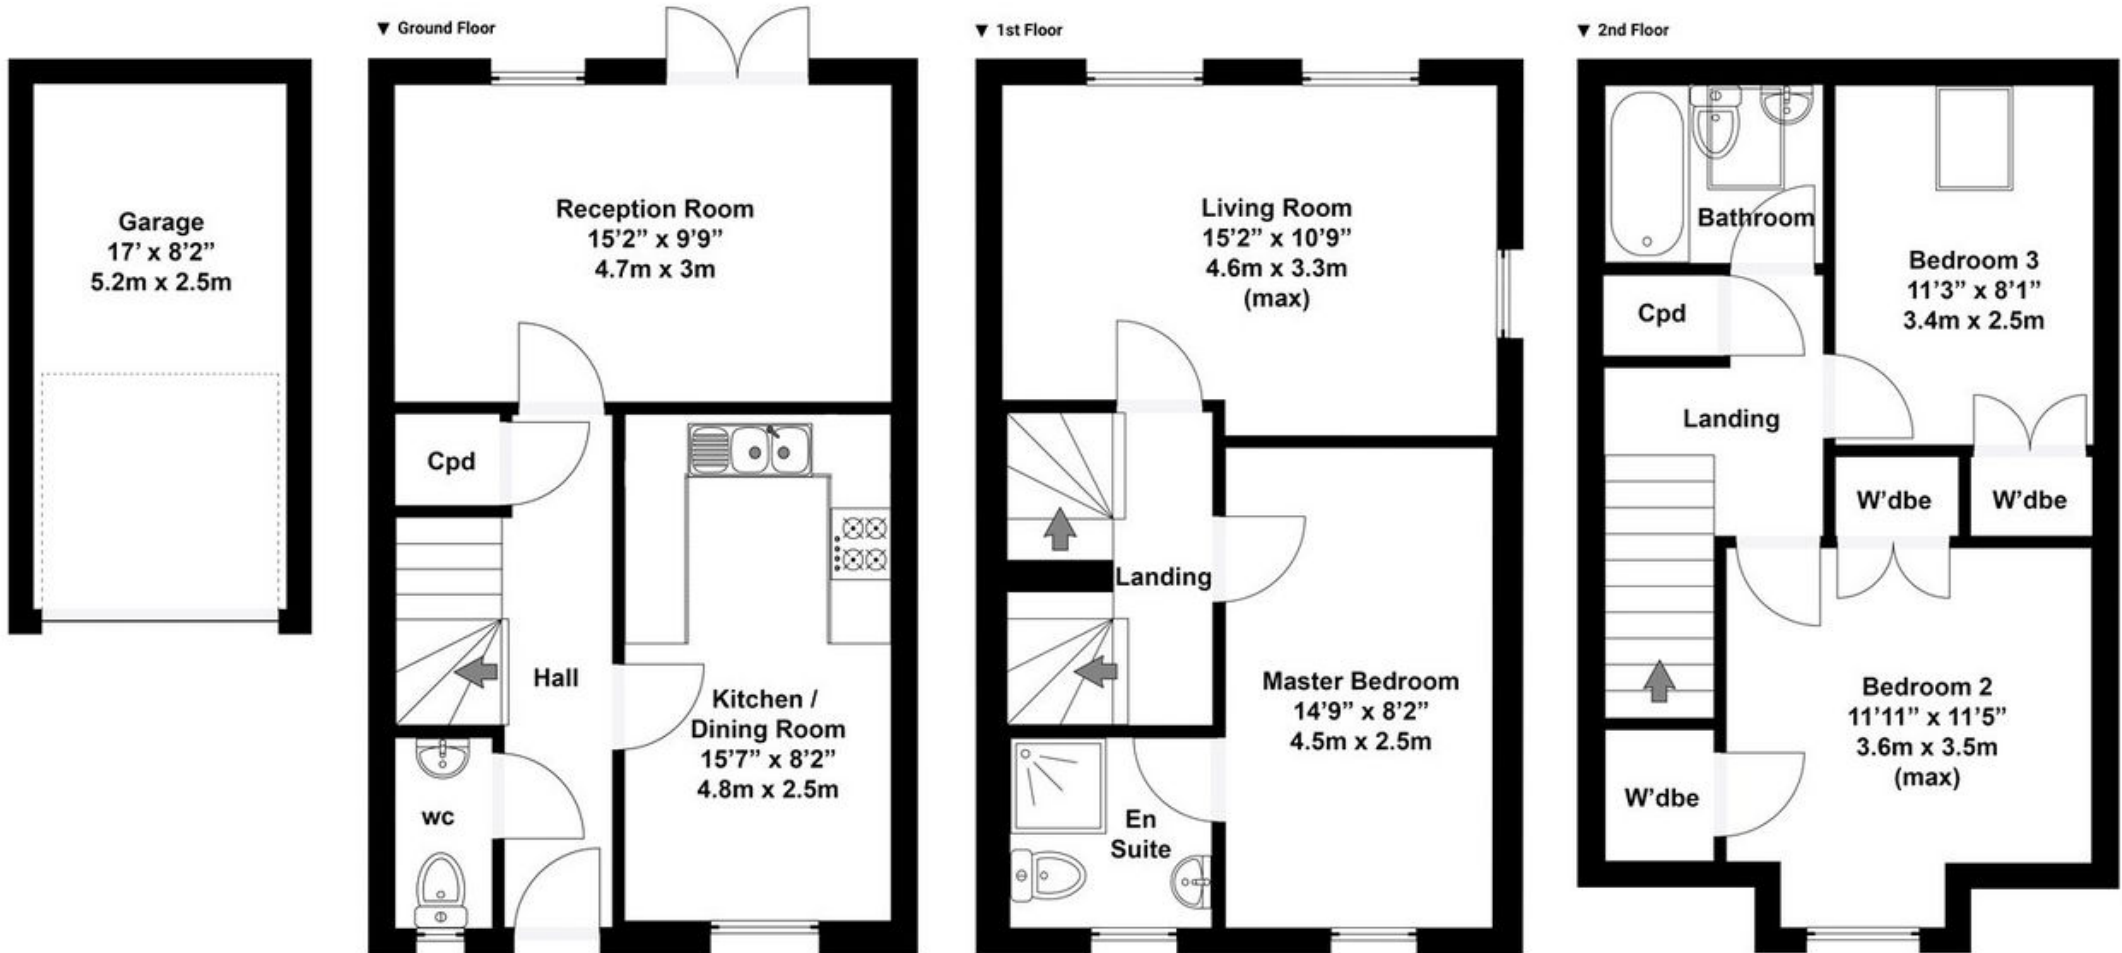 Garage
17' x 8'2”
5.2m x 2.5m
▼ Ground Floor
Reception Room
15'2” x 9'9”
4.7m x 3m
Cpd
Hall
Kitchen /
Dining Room
15'7” x 8'2”
4.8m x 2.5m
wc
▼ 1st Floor
Living Room
15'2” x 10'9”
4.6m x 3.3m
(max)
Landing
Master Bedroom
14'9” x 8'2”
4.5m x 2.5m
En
Suite
▼ 2nd Floor
Bathroom
Bedroom 3
11'3” x 8'1”
3.4m x 2.5m
Cpd
Landing
W'dbe
W'dbe
Bedroom 2
11'11” x 11'5”
3.6m x 3.5m
(max)
W'dbe